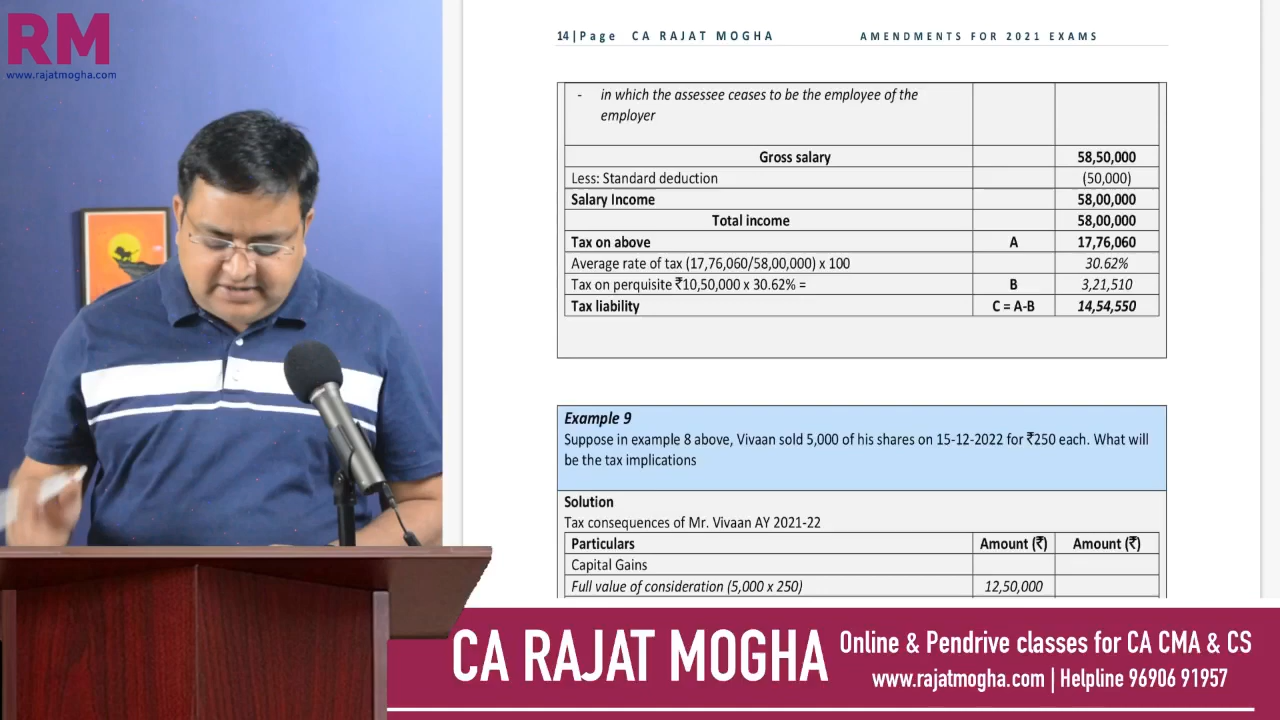 RM
www.rajatmogha.com
14|Page CA RAJAT MOGHA AMENDMENTS FOR 2021 EXAMS
- in which the assessee ceases to be the employee of the
employer
Gross salary 58,50,000
Less: Standard deduction (50,000)
Salary Income 58,00,000
Total income 58,00,000
Tax on above A 17,76,060
Average rate of tax (17,76,060/58,00,000) x 100 30.62%
Tax on perquisite ₹10,50,000 x 30.62% = B 3,21,510
Tax liability C = A-B 14,54,550
Example 9
Suppose in example 8 above, Vivaan sold 5,000 of his shares on 15-12-2022 for ₹250 each. What will
be the tax implications
Solution
Tax consequences of Mr. Vivaan AY 2021-22
Particulars Amount (₹) Amount (₹)
Capital Gains
Full value of consideration (5,000 x 250) 12,50,000
CA RAJAT MOGHA
Online & Pendrive classes for CA CMA & CS
www.rajatmogha.com | Helpline 96906 91957